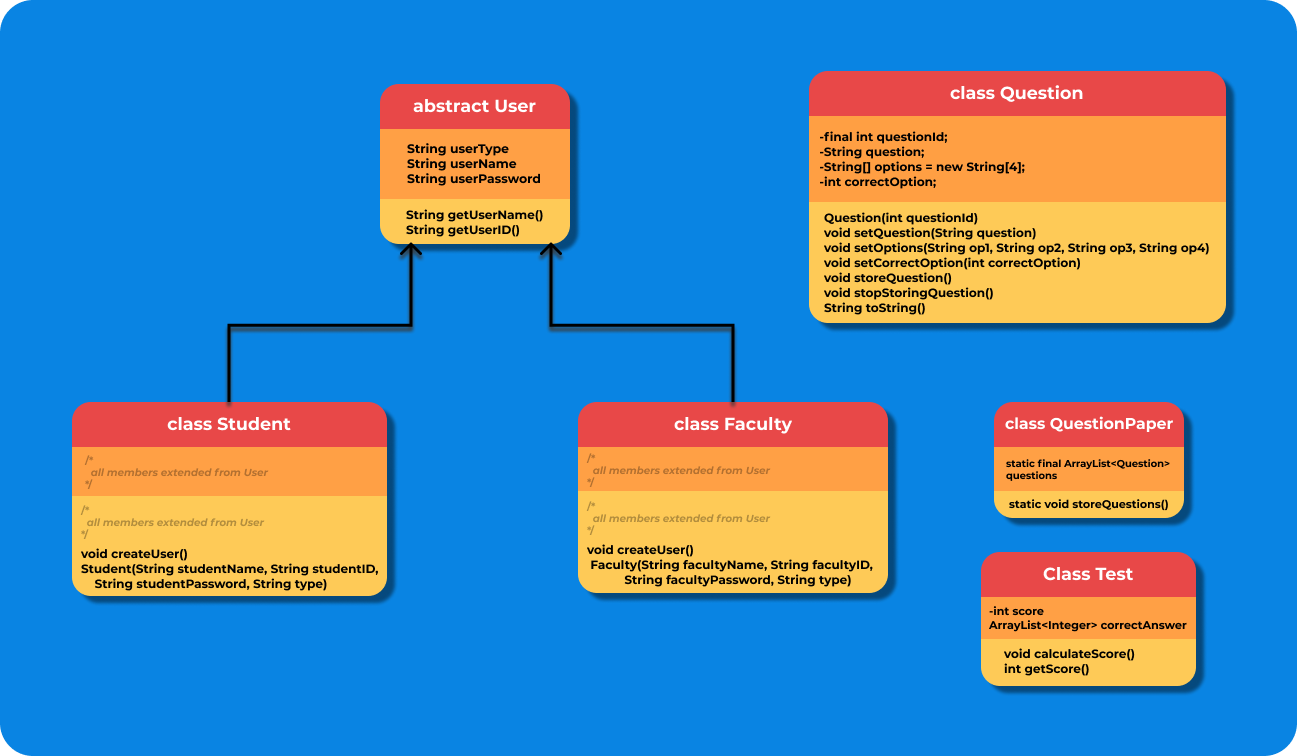 abstract User
String userType
String userName
String userPassword
String getUserName()
String getUserID()
class Question
-final int questionId;
-String question;
-String[] options = new String[4];
-int correctOption;
Question(int questionId)
void setQuestion(String question)
void setOptions(String op1, String op2, String op3, String op4)
void setCorrectOption(int correctOption)
void storeQuestion()
void stopStoringQuestion()
String toString()
class Student
/*
all members extended from User
*/
/*
all members extended from User
*/
void createUser()
Student(String studentName, String studentID,
String studentPassword, String type)
class Faculty
/*
all members extended from User
*/
/*
all members extended from User
*/
void createUser()
Faculty(String facultyName, String facultyID,
String facultyPassword, String type)
class QuestionPaper
static final ArrayList<Question>
questions
static void storeQuestions()
Class Test
-int score
ArrayList<Integer> correctAnswer
void calculateScore()
int getScore()